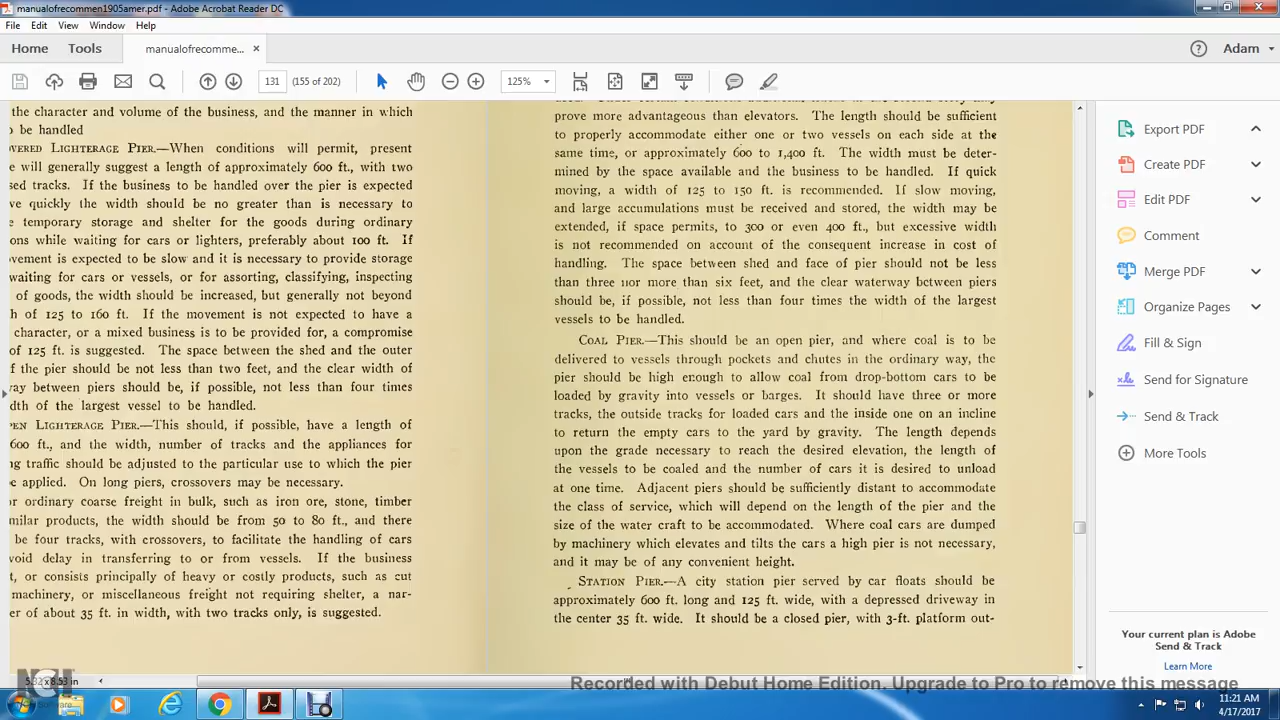 manualofrecommen1905amer.pdf - Adobe Acrobat Reader DC
File Edit View Window Help
Home Tools manualofrecomme... × Adam
131 (155 of 202) 125%
the character and volume of the business, and the manner in which
o be handled
OVERED LIGHTERAGE PIER.—When conditions will permit, present
e will generally suggest a length of approximately 600 ft., with two
sed tracks. If the business to be handled over the pier is expected
ve quickly the width should be no greater than is necessary to
e temporary storage and shelter for the goods during ordinary
ons while waiting for cars or lighters, preferably about 100 ft. If
ovement is expected to be slow and it is necessary to provide storage
waiting for cars or vessels, or for assorting, classifying, inspecting
of goods, the width should be increased, but generally not beyond
h of 125 to 160 ft. If the movement is not expected to have a
character, or a mixed business is to be provided for, a compromise
of 125 ft. is suggested. The space between the shed and the outer
f the pier should be not less than two feet, and the clear width of
way between piers should be, if possible, not less than four times
dth of the largest vessel to be handled.
PEN LIGHTERAGE PIER.—This should, if possible, have a length of
600 ft., and the width, number of tracks and the appliances for
ng traffic should be adjusted to the particular use to which the pier
e applied. On long piers, crossovers may be necessary.
or ordinary coarse freight in bulk, such as iron ore, stone, timber
milar products, the width should be from 50 to 80 ft., and there
be four tracks, with crossovers, to facilitate the handling of cars
void delay in transferring to or from vessels. If the business
t, or consists principally of heavy or costly products, such as cut
machinery, or miscellaneous freight not requiring shelter, a nar-
er of about 35 ft. in width, with two tracks only, is suggested.
prove more advantageous than elevators. The length should be sufficient
to properly accommodate either one or two vessels on each side at the
same time, or approximately 600 to 1,400 ft. The width must be deter-
mined by the space available and the business to be handled. If quick
moving, a width of 125 to 150 ft. is recommended. If slow moving,
and large accumulations must be received and stored, the width may be
extended, if space permits, to 300 or even 400 ft., but excessive width
is not recommended on account of the consequent increase in cost of
handling. The space between shed and face of pier should not be less
than three nor more than six feet, and the clear waterway between piers
should be, if possible, not less than four times the width of the largest
vessels to be handled.
COAL PIER.—This should be an open pier, and where coal is to be
delivered to vessels through pockets and chutes in the ordinary way, the
pier should be high enough to allow coal from drop-bottom cars to be
loaded by gravity into vessels or barges. It should have three or more
tracks, the outside tracks for loaded cars and the inside one on an incline
to return the empty cars to the yard by gravity. The length depends
upon the grade necessary to reach the desired elevation, the length of
the vessels to be coaled and the number of cars it is desired to unload
at one time. Adjacent piers should be sufficiently distant to accommodate
the class of service, which will depend on the length of the pier and the
size of the water craft to be accommodated. Where coal cars are dumped
by machinery which elevates and tilts the cars a high pier is not necessary,
and it may be of any convenient height.
STATION PIER.—A city station pier served by car floats should be
approximately 600 ft. long and 125 ft. wide, with a depressed driveway in
the center 35 ft. wide. It should be a closed pier, with 3-ft. platform out-
Export PDF
Create PDF
Edit PDF
Comment
Merge PDF
Organize Pages
Fill & Sign
Send for Signature
Send & Track
More Tools
Your current plan is Adobe
Send & Track
Learn More
5.32 x 8.53 in
Recorded with Debut Home Edition. Upgrade to Pro to remove this message
11:21 AM
4/17/2017